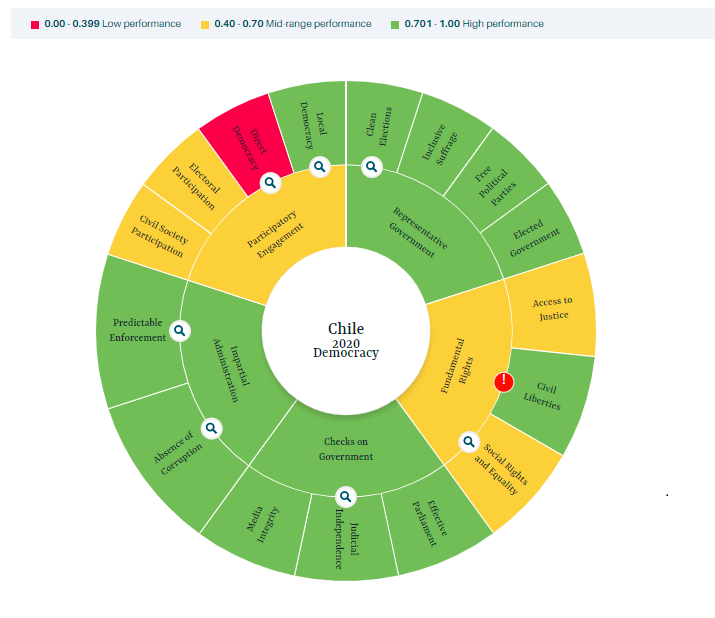 0.00 - 0.399 Low performance
0.40 - 0.70 Mid-range performance
0.701 - 1.00 High performance
Local
Democracy
Clean
Elections
Inclusive
Suffrage
Free
Political
Parties
Elected
Government
Access to
Justice
Civil
Liberties
Social Rights
and Equality
Effective
Parliament
Judicial
Independence
Media
Integrity
Absence of
Corruption
Predictable
Enforcement
Civil Society
Participation
Electoral
Participation
Direct
Democracy
Representative
Government
Fundamental
Rights
Checks on
Government
Impartial
Administration
Participatory
Engagement
Chile
2020
Democracy
!